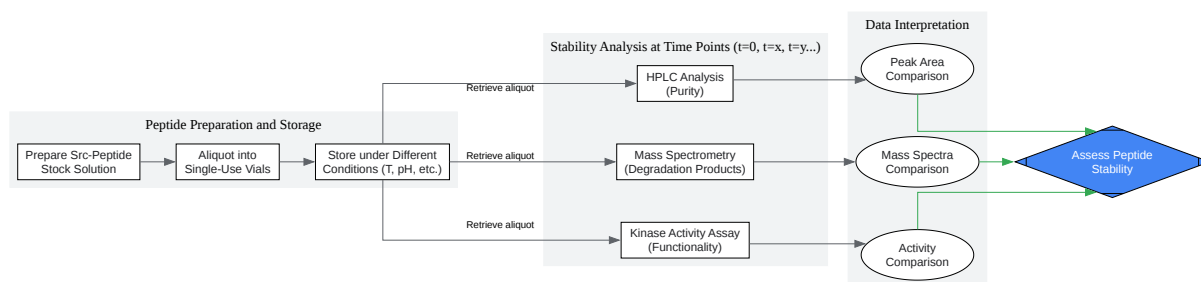 Peptide Preparation and Storage
Prepare Src-Peptide
Stock Solution
Aliquot into
Single-Use Vials
Store under Different
Conditions (T, pH, etc.)
Retrieve aliquot
Retrieve aliquot
Retrieve aliquot
Stability Analysis at Time Points (t=0, t=x, t=y...)
HPLC Analysis
(Purity)
Mass Spectrometry
(Degradation Products)
Kinase Activity Assay
(Functionality)
Data Interpretation
Peak Area
Comparison
Mass Spectra
Comparison
Activity
Comparison
Assess Peptide
Stability